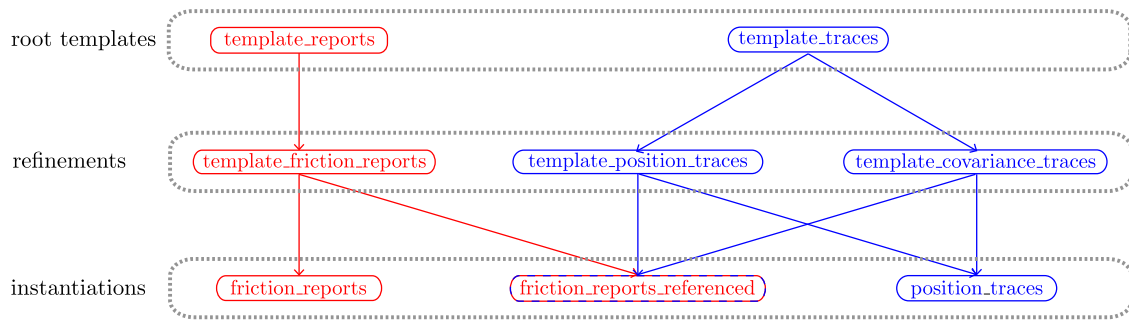 root templates
template_reports
template_traces
refinements
template_friction_reports
template_position_traces
template_covariance_traces
instantiations
friction_reports
friction_reports_referenced
position_traces